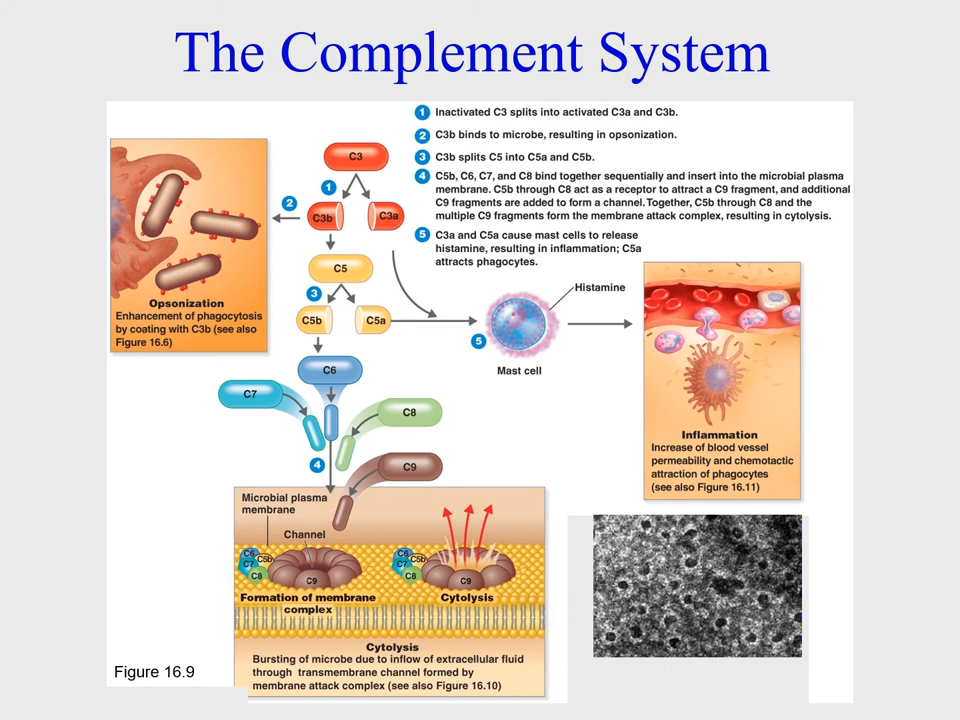 The Complement System
1 Inactivated C3 splits into activated C3a and C3b.
2 C3b binds to microbe, resulting in opsonization.
3 C3b splits C5 into C5a and C5b.
4 C5b, C6, C7, and C8 bind together sequentially and insert into the microbial plasma
membrane. C5b through C8 act as a receptor to attract a C9 fragment, and additional
C9 fragments are added to form a channel. Together, C5b through C8 and the
multiple C9 fragments form the membrane attack complex, resulting in cytolysis.
5 C3a and C5a cause mast cells to release
histamine, resulting in inflammation; C5a
attracts phagocytes.
C3
1
2
C3b
C3a
C5
3
C5b
C5a
Opsonization
Enhancement of phagocytosis
by coating with C3b (see also
Figure 16.6)
Histamine
5
Mast cell
C6
C7
C8
4
C9
Inflammation
Increase of blood vessel
permeability and chemotactic
attraction of phagocytes
(see also Figure 16.11)
Microbial plasma
membrane
Channel
C6
C5b
C7
C8
C9
C6
C5b
C7
C8
C9
Formation of membrane
complex
Cytolysis
Cytolysis
Bursting of microbe due to inflow of extracellular fluid
through transmembrane channel formed by
membrane attack complex (see also Figure 16.10)
Figure 16.9